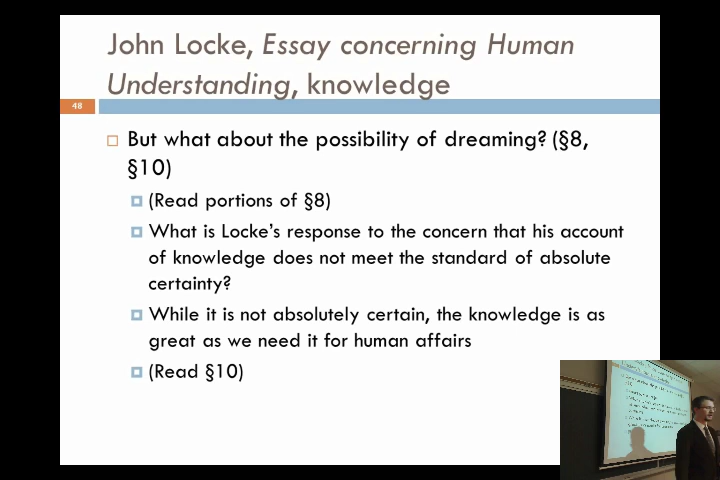 John Locke, Essay concerning Human
Understanding, knowledge
48
But what about the possibility of dreaming? (§8,
§10)
(Read portions of §8)
What is Locke's response to the concern that his account
of knowledge does not meet the standard of absolute
certainty?
While it is not absolutely certain, the knowledge is as
great as we need it for human affairs
(Read §10)